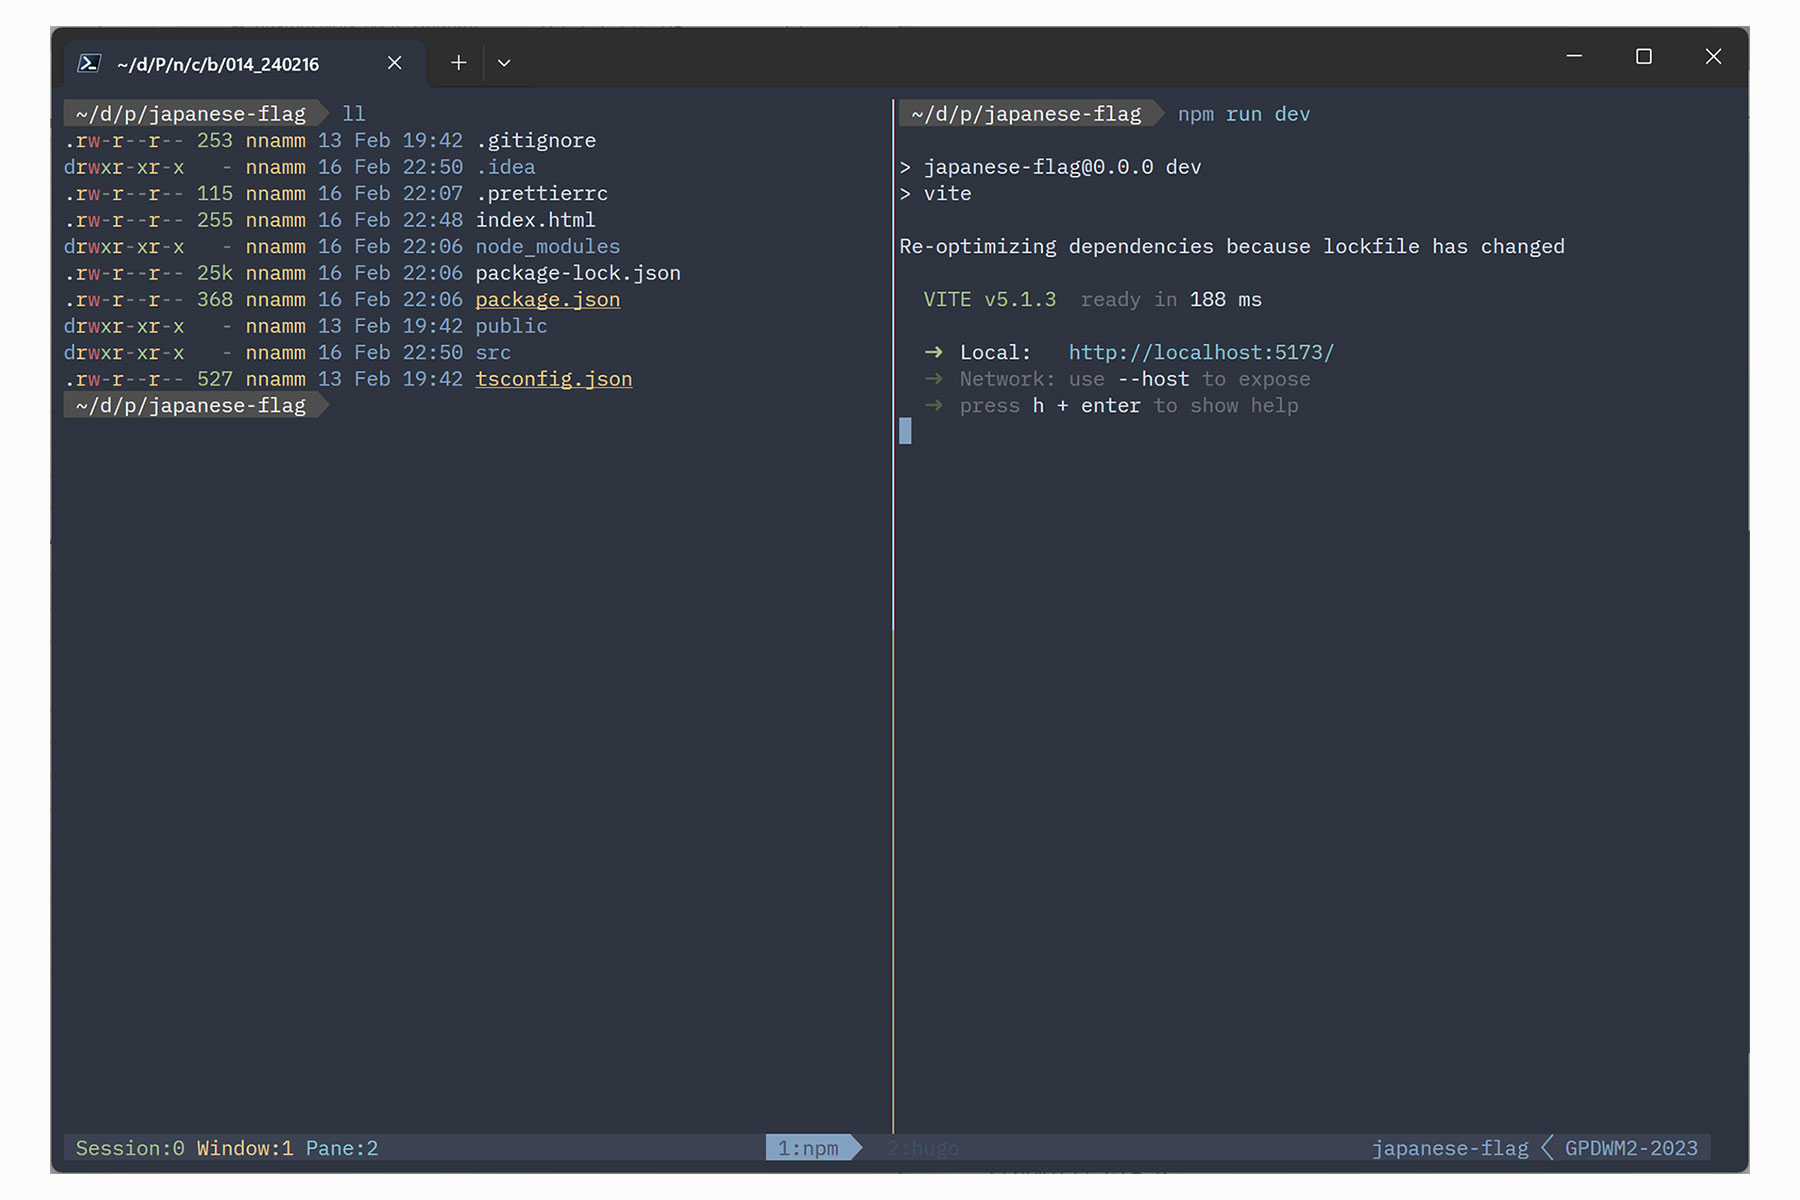 ~/d/P/n/c/b/014_240216
~/d/p/japanese-flag ll
.rw-r--r-- 253 nnamm 13 Feb 19:42 .gitignore
drwxr-xr-x - nnamm 16 Feb 22:50 .idea
.rw-r--r-- 115 nnamm 16 Feb 22:07 .prettierrc
.rw-r--r-- 255 nnamm 16 Feb 22:48 index.html
drwxr-xr-x - nnamm 16 Feb 22:06 node_modules
.rw-r--r-- 25k nnamm 16 Feb 22:06 package-lock.json
.rw-r--r-- 368 nnamm 16 Feb 22:06 package.json
drwxr-xr-x - nnamm 13 Feb 19:42 public
drwxr-xr-x - nnamm 16 Feb 22:50 src
.rw-r--r-- 527 nnamm 13 Feb 19:42 tsconfig.json
~/d/p/japanese-flag
~/d/p/japanese-flag npm run dev
> japanese-flag@0.0.0 dev
> vite
Re-optimizing dependencies because lockfile has changed
VITE v5.1.3 ready in 188 ms
➜ Local: http://localhost:5173/
➜ Network: use --host to expose
➜ press h + enter to show help
Session:0 Window:1 Pane:2 1:npm 2:hugo japanese-flag GPDWM2-2023